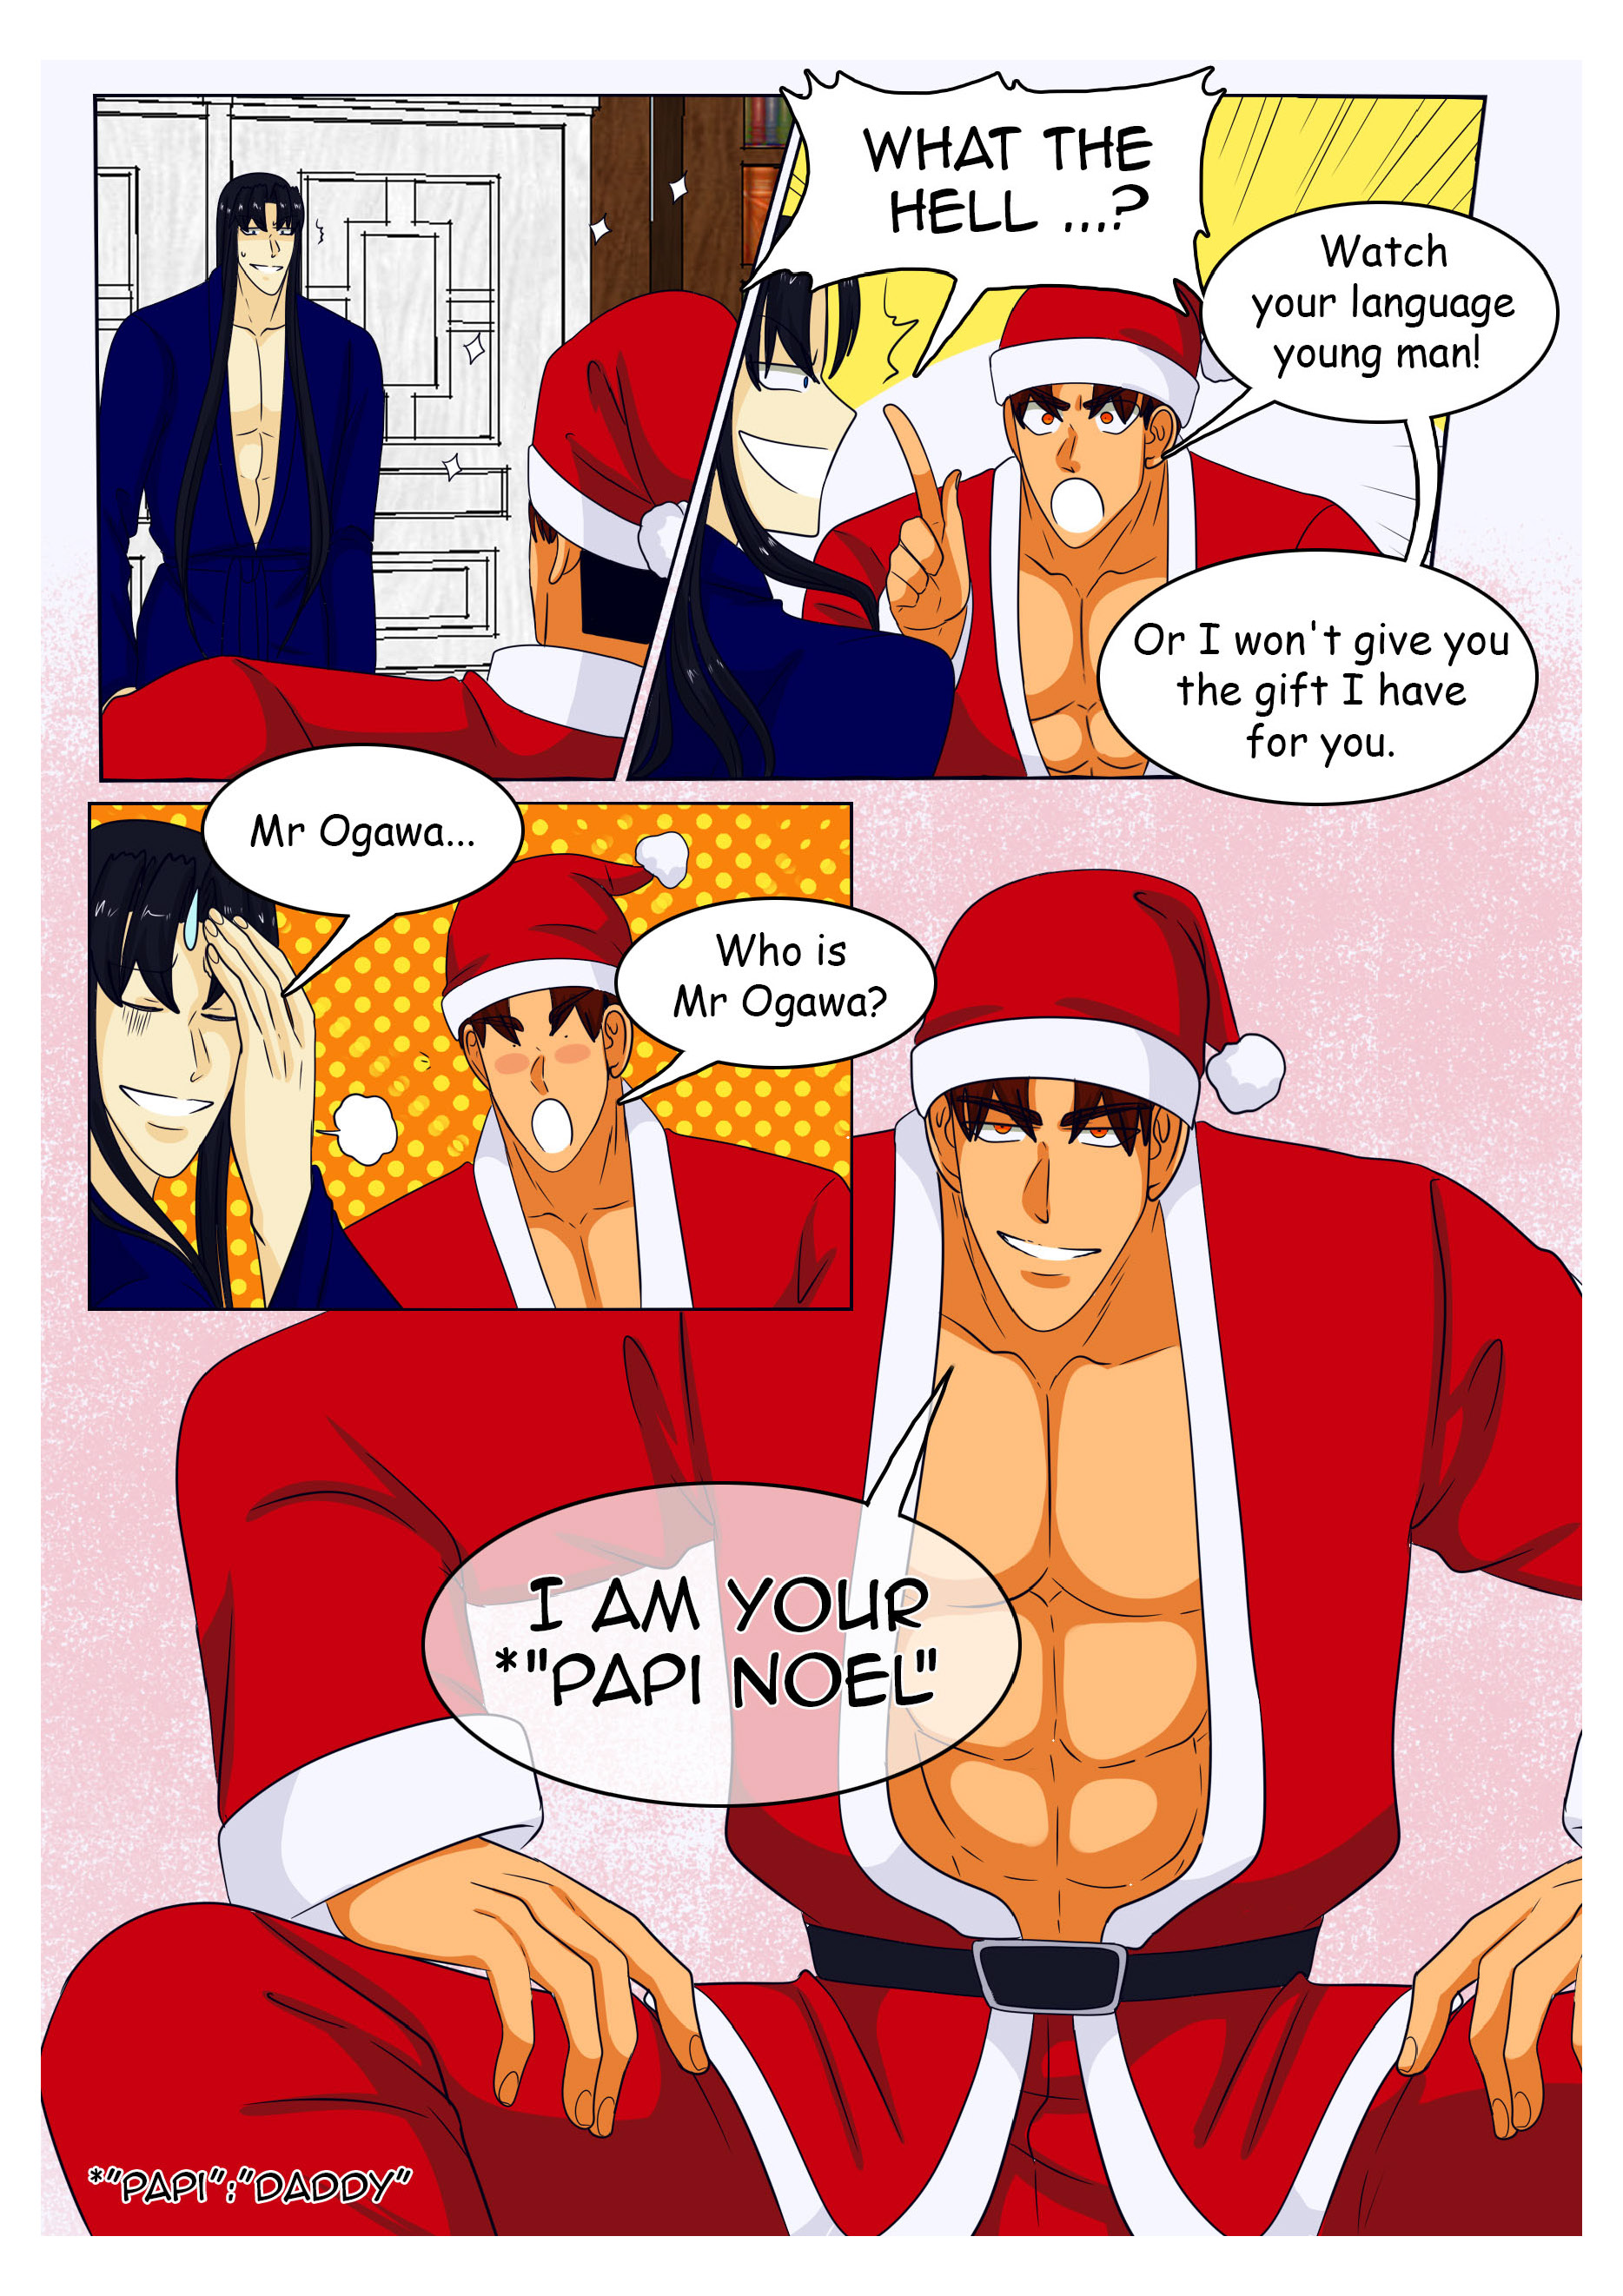 WHAT THE
HELL ...?
Watch
your language
young man!
Or I won't give you
the gift I have
for you.
Mr Ogawa...
Who is
Mr Ogawa?
I AM YOUR
*"PAPI NOEL"
*"PAPI":"DADDY"